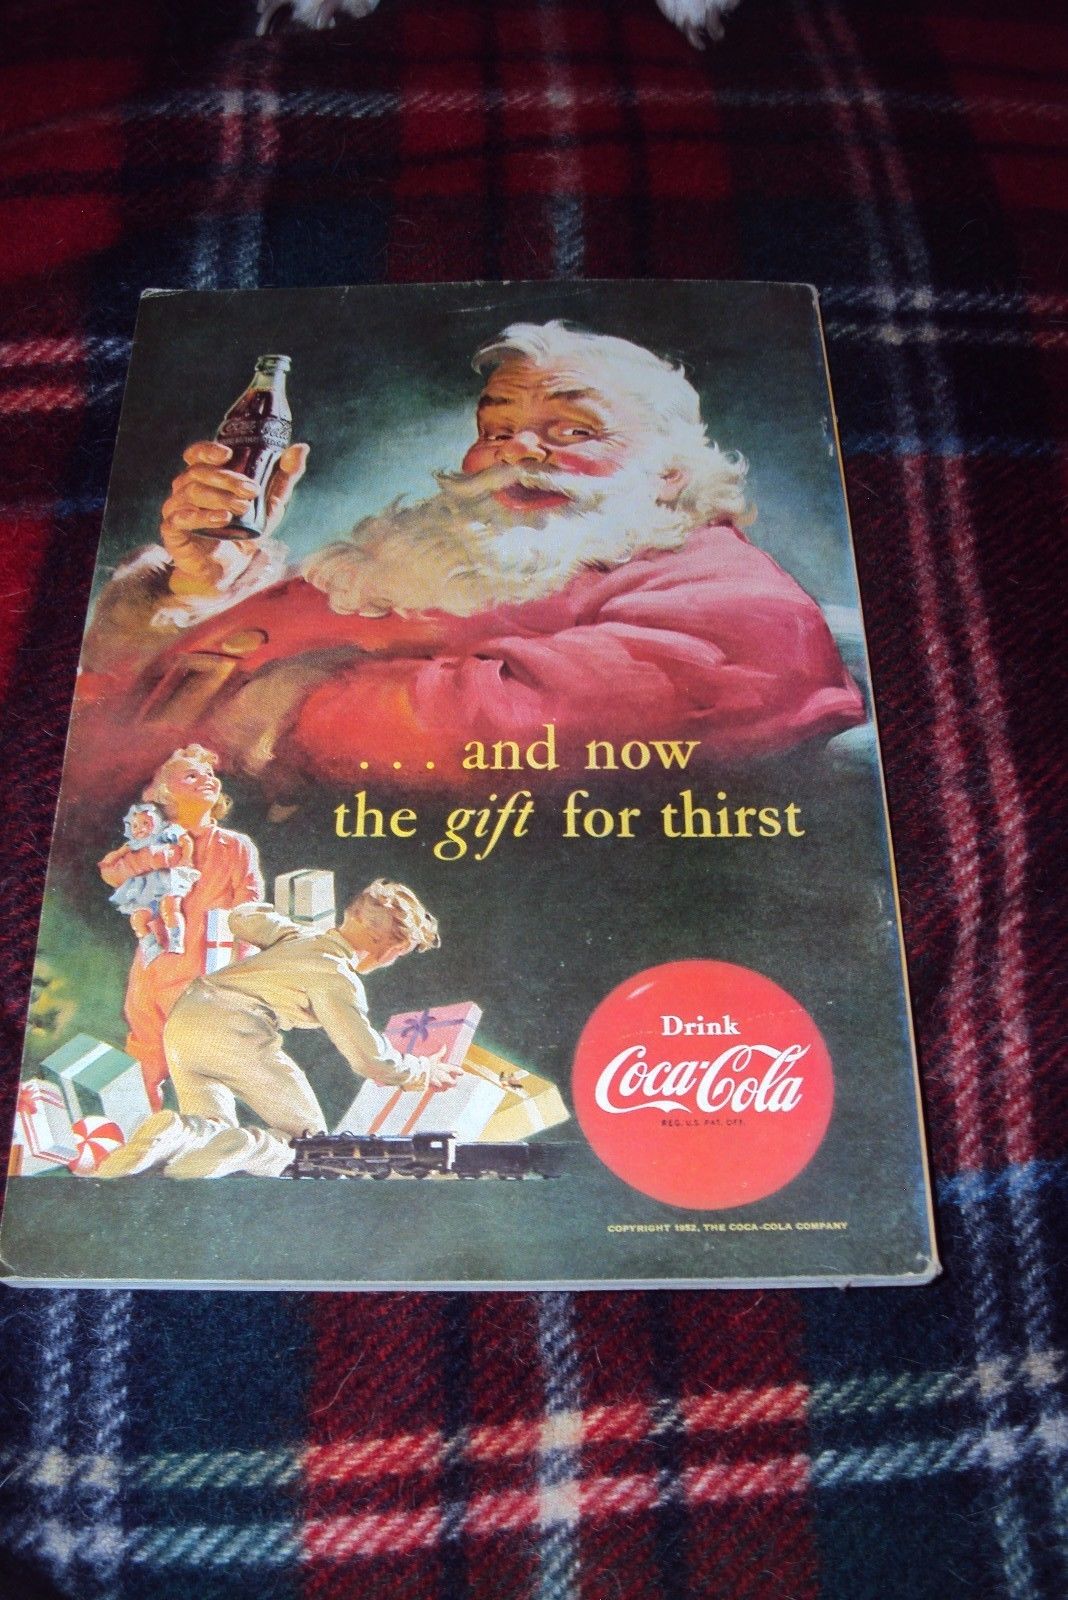 ... and now
the gift for thirst
Drink
Coca-Cola
REG. U.S. PAT. OFF.
COPYRIGHT 1952, THE COCA-COLA COMPANY